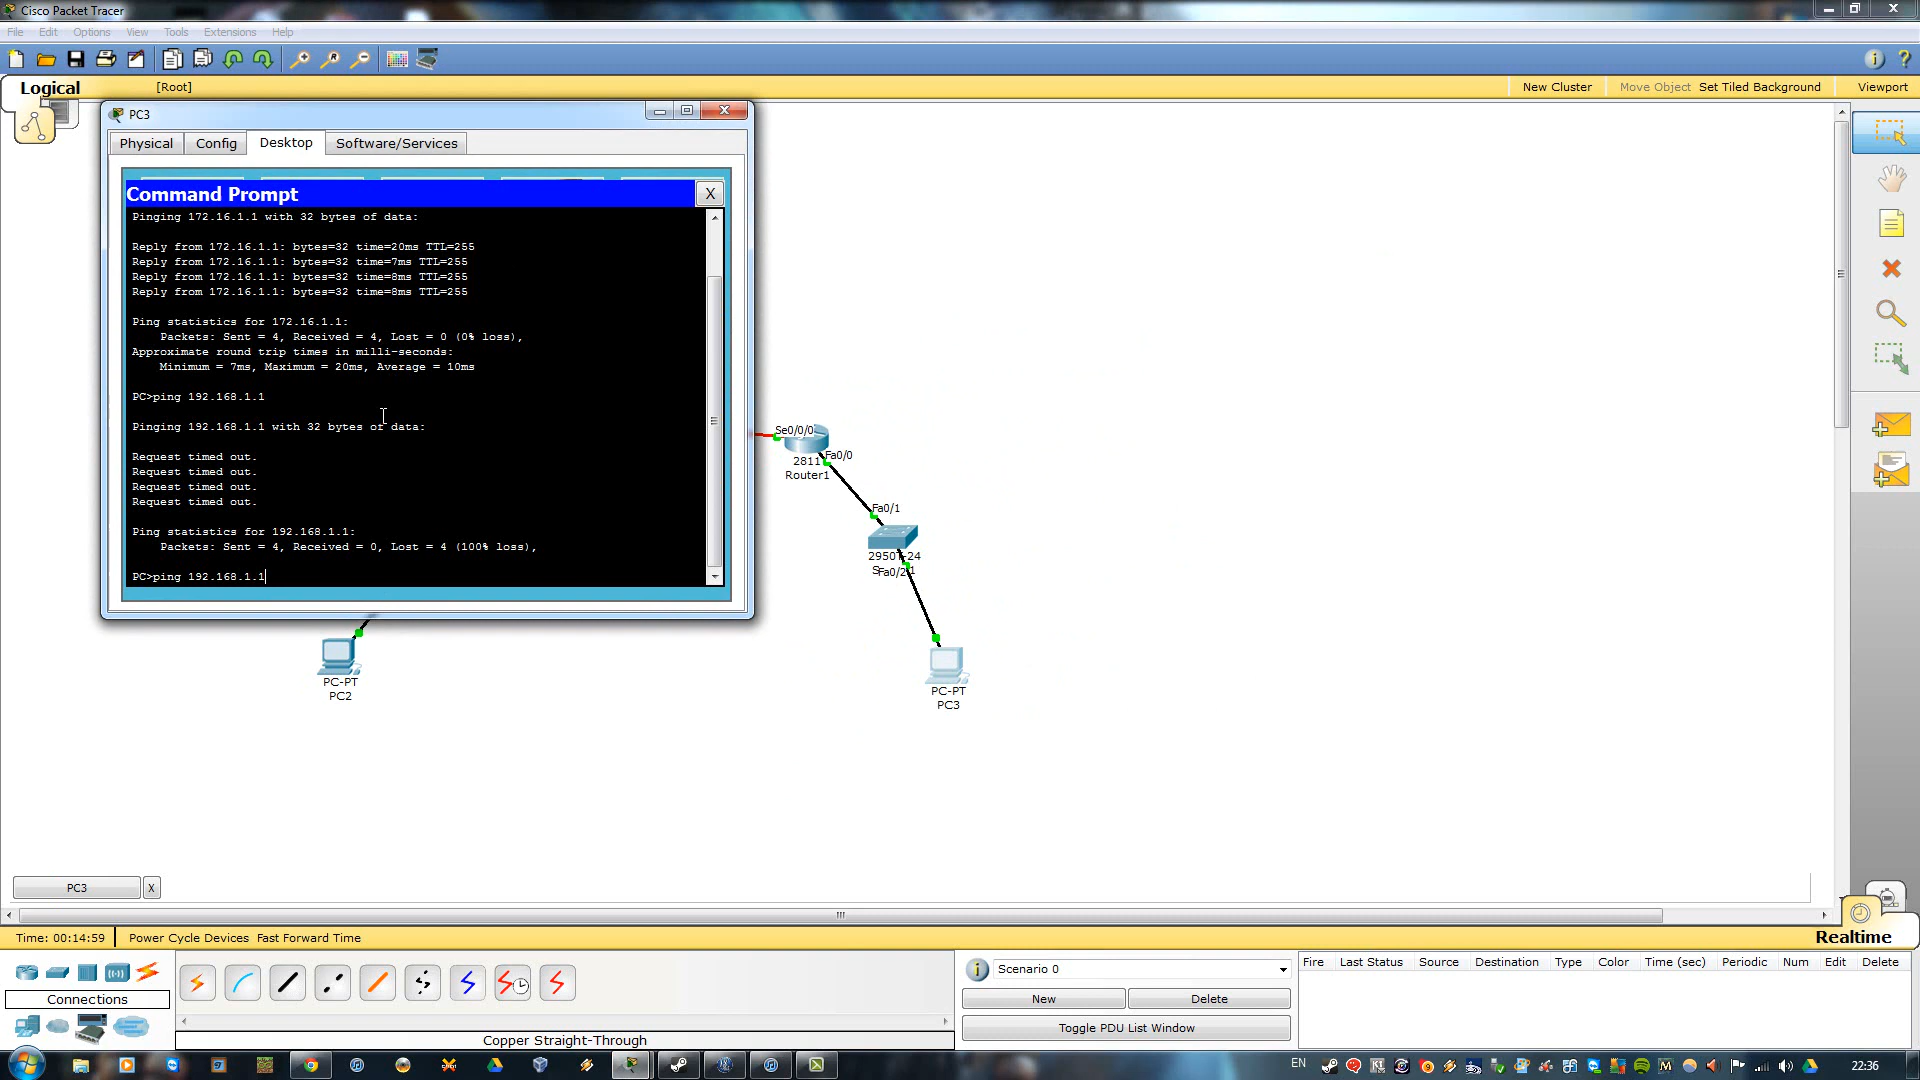 Cisco Packet Tracer
File Edit Options View Tools Extensions Help
Logical [Root] New Cluster Move Object Set Tiled Background Viewport
PC3
Physical Config Desktop Software/Services
Command Prompt X
Pinging 172.16.1.1 with 32 bytes of data:
Reply from 172.16.1.1: bytes=32 time=20ms TTL=255
Reply from 172.16.1.1: bytes=32 time=7ms TTL=255
Reply from 172.16.1.1: bytes=32 time=8ms TTL=255
Reply from 172.16.1.1: bytes=32 time=8ms TTL=255
Ping statistics for 172.16.1.1:
Packets: Sent = 4, Received = 4, Lost = 0 (0% loss),
Approximate round trip times in milli-seconds:
Minimum = 7ms, Maximum = 20ms, Average = 10ms
PC>ping 192.168.1.1
Pinging 192.168.1.1 with 32 bytes of data:
Request timed out.
Request timed out.
Request timed out.
Request timed out.
Ping statistics for 192.168.1.1:
Packets: Sent = 4, Received = 0, Lost = 4 (100% loss),
PC>ping 192.168.1.1
Se0/0/0
Fa0/0
2811
Router1
Fa0/1
2950T-24
Fa0/2
PC-PT
PC2
PC-PT
PC3
PC3 X
Time: 00:14:59 Power Cycle Devices Fast Forward Time Realtime
Connections
Copper Straight-Through
Scenario 0
New Delete
Toggle PDU List Window
Fire Last Status Source Destination Type Color Time (sec) Periodic Num Edit Delete
EN 22:36